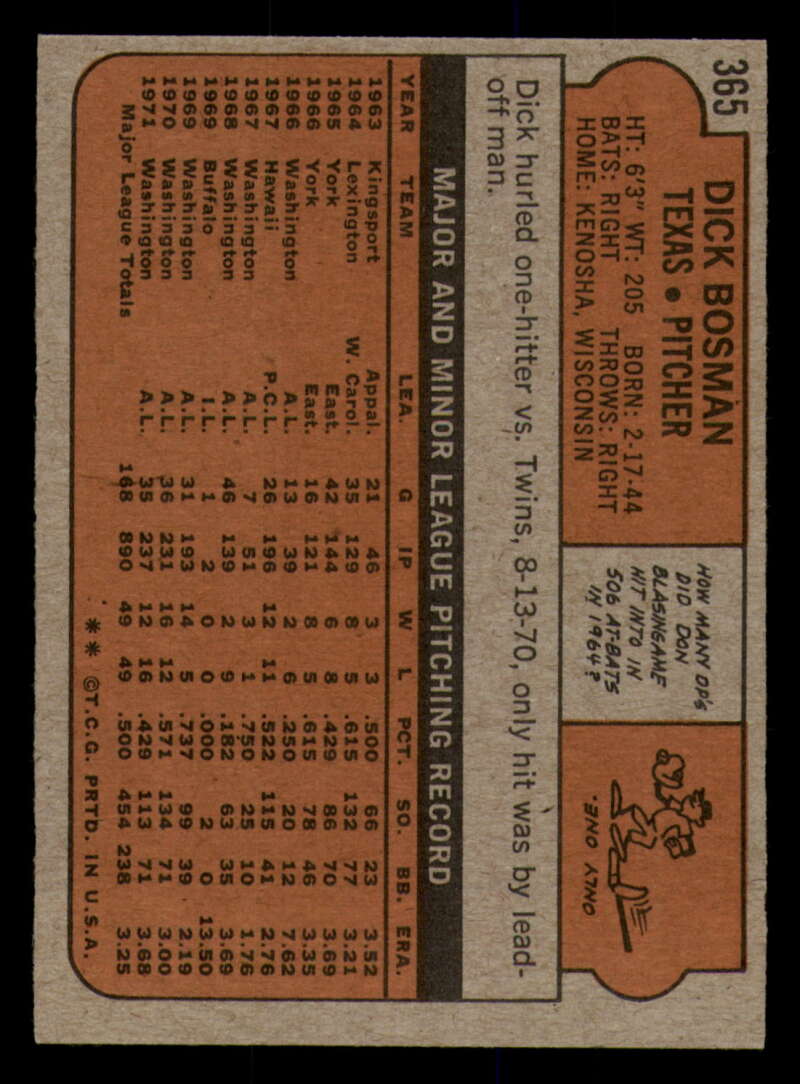 365
DICK BOSMAN
TEXAS • PITCHER
HT: 6'3" WT: 205 BORN: 2-17-44
BATS: RIGHT THROWS: RIGHT
HOME: KENOSHA, WISCONSIN
HOW MANY DP'S
DID DON
BLASINGAME
HIT INTO IN
506 AT-BATS
IN 1964?
ONLY ONE.
Dick hurled one-hitter vs. Twins, 8-13-70, only hit was by lead-
off man.
MAJOR AND MINOR LEAGUE PITCHING RECORD
YEAR TEAM LEA. G IP W L PCT. SO. BB. ERA.
1963 Kingsport Appal. 21 46 3 3 .500 66 23 3.52
1964 Lexington W. Carol. 35 129 8 5 .615 132 77 3.21
1965 York East. 42 144 6 8 .429 86 70 3.69
1966 York East. 16 121 8 5 .615 78 46 3.35
1966 Washington A.L. 13 39 2 6 .250 20 12 7.62
1967 Hawaii P.C.L. 26 196 12 11 .522 115 41 2.76
1967 Washington A.L. 7 51 3 1 .750 25 10 1.76
1968 Washington A.L. 46 139 2 9 .182 63 35 3.69
1969 Buffalo I.L. 1 2 0 0 .000 2 0 13.50
1969 Washington A.L. 31 193 14 5 .737 99 39 2.19
1970 Washington A.L. 36 231 16 12 .571 134 71 3.00
1971 Washington A.L. 35 237 12 16 .429 113 71 3.68
Major League Totals 168 890 49 49 .500 454 238 3.25
** ©T.C.G. PRTD. IN U.S.A.